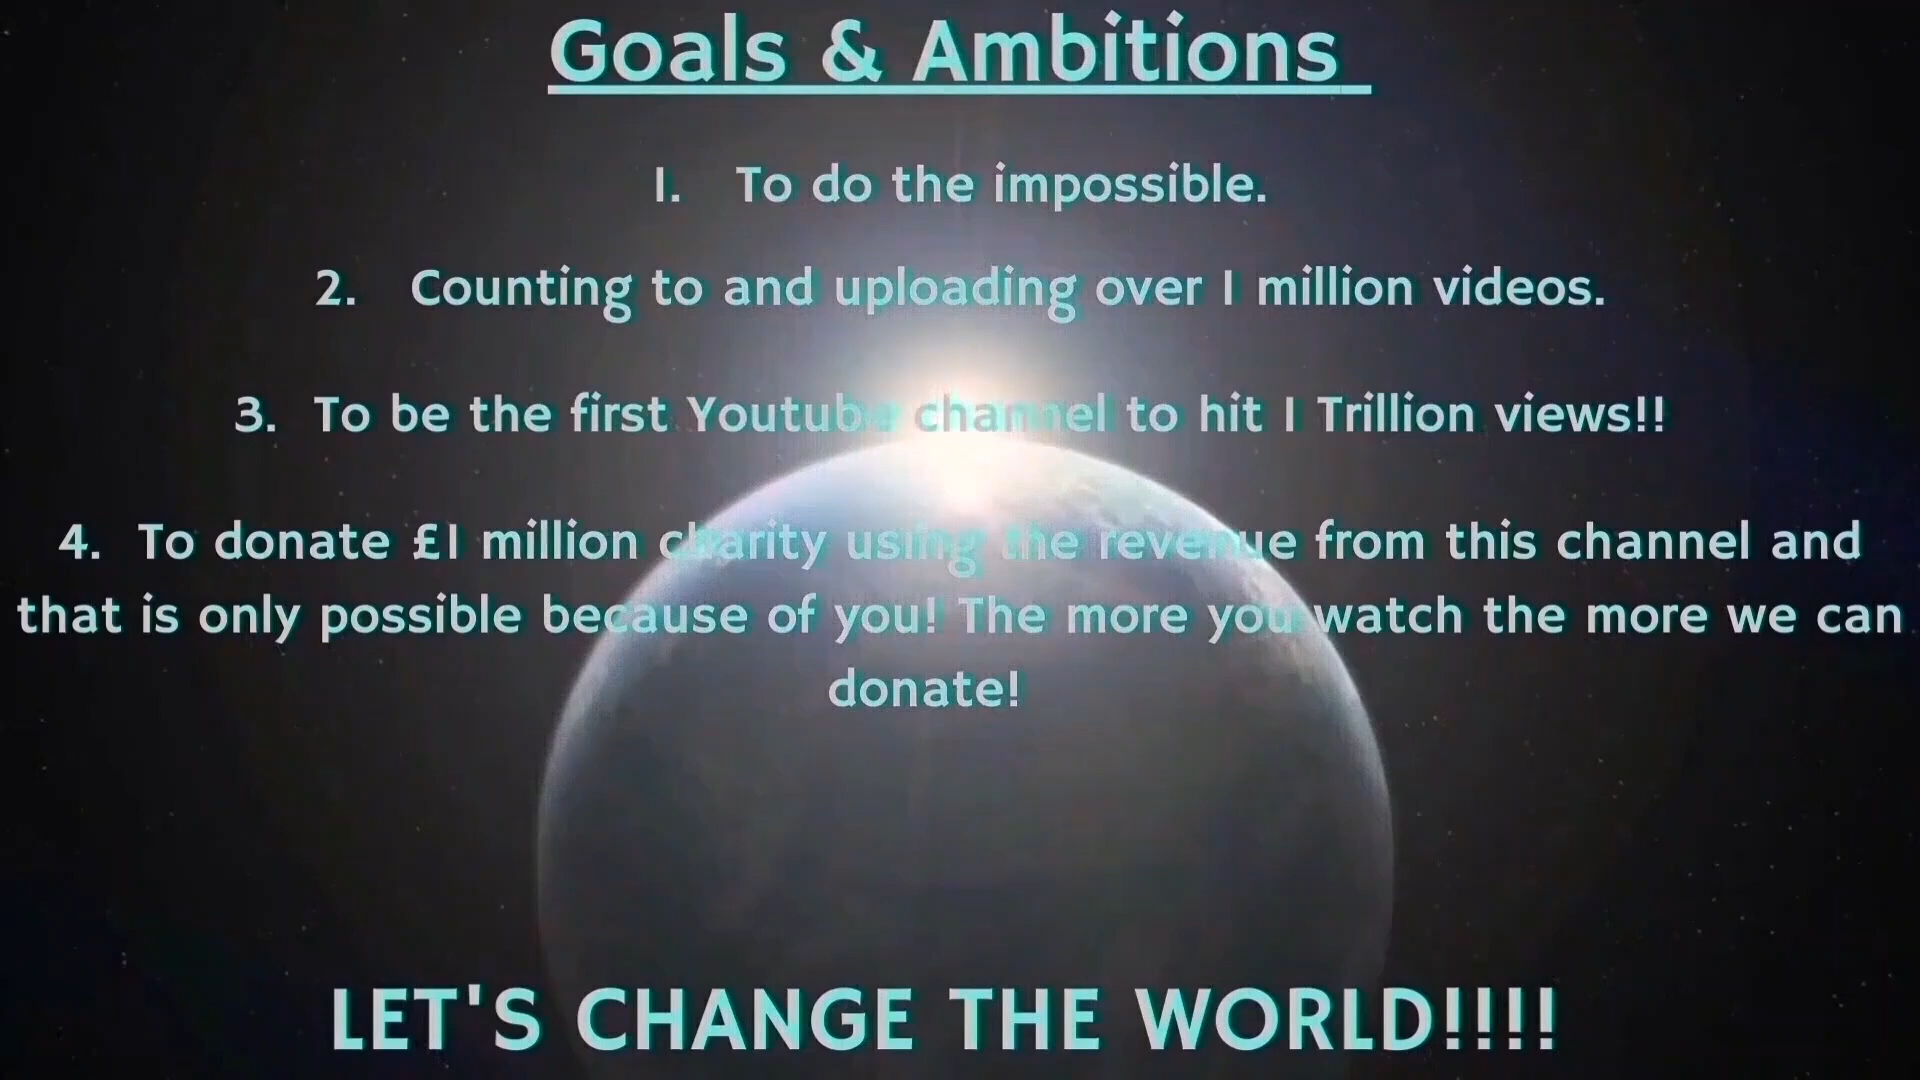 Goals & Ambitions
1. To do the impossible.
2. Counting to and uploading over 1 million videos.
3. To be the first Youtube channel to hit 1 Trillion views!!
4. To donate £1 million charity using the revenue from this channel and
that is only possible because of you! The more you watch the more we can
donate!
LET'S CHANGE THE WORLD!!!!